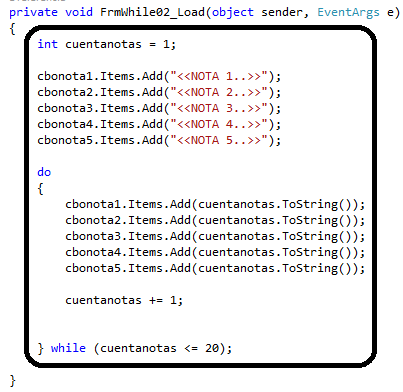 private void FrmWhile02_Load(object sender, EventArgs e)
{
int cuentanotas = 1;
cbonota1.Items.Add("<<NOTA 1..>>");
cbonota2.Items.Add("<<NOTA 2..>>");
cbonota3.Items.Add("<<NOTA 3..>>");
cbonota4.Items.Add("<<NOTA 4..>>");
cbonota5.Items.Add("<<NOTA 5..>>");
do
{
cbonota1.Items.Add(cuentanotas.ToString());
cbonota2.Items.Add(cuentanotas.ToString());
cbonota3.Items.Add(cuentanotas.ToString());
cbonota4.Items.Add(cuentanotas.ToString());
cbonota5.Items.Add(cuentanotas.ToString());
cuentanotas += 1;
} while (cuentanotas <= 20);
}